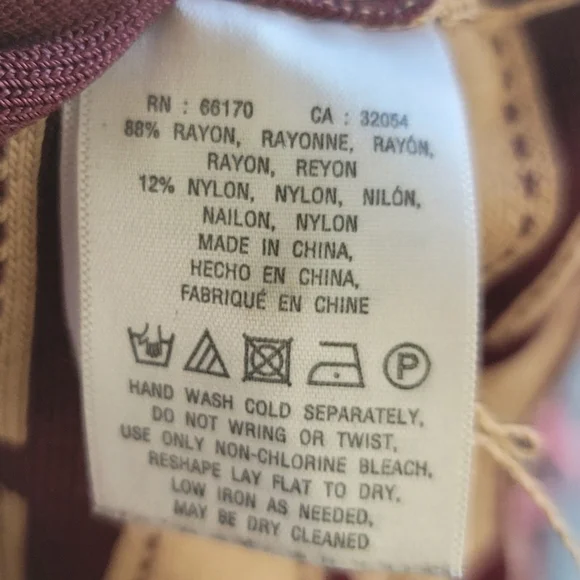 RN : 66170 CA : 32054
88% RAYON, RAYONNE, RAYÓN,
RAYON, REYON
12% NYLON, NYLON, NILÓN,
NAILON, NYLON
MADE IN CHINA,
HECHO EN CHINA,
FABRIQUÉ EN CHINE
P
HAND WASH COLD SEPARATELY,
DO NOT WRING OR TWIST,
USE ONLY NON-CHLORINE BLEACH,
RESHAPE LAY FLAT TO DRY,
LOW IRON AS NEEDED,
MAY BE DRY CLEANED